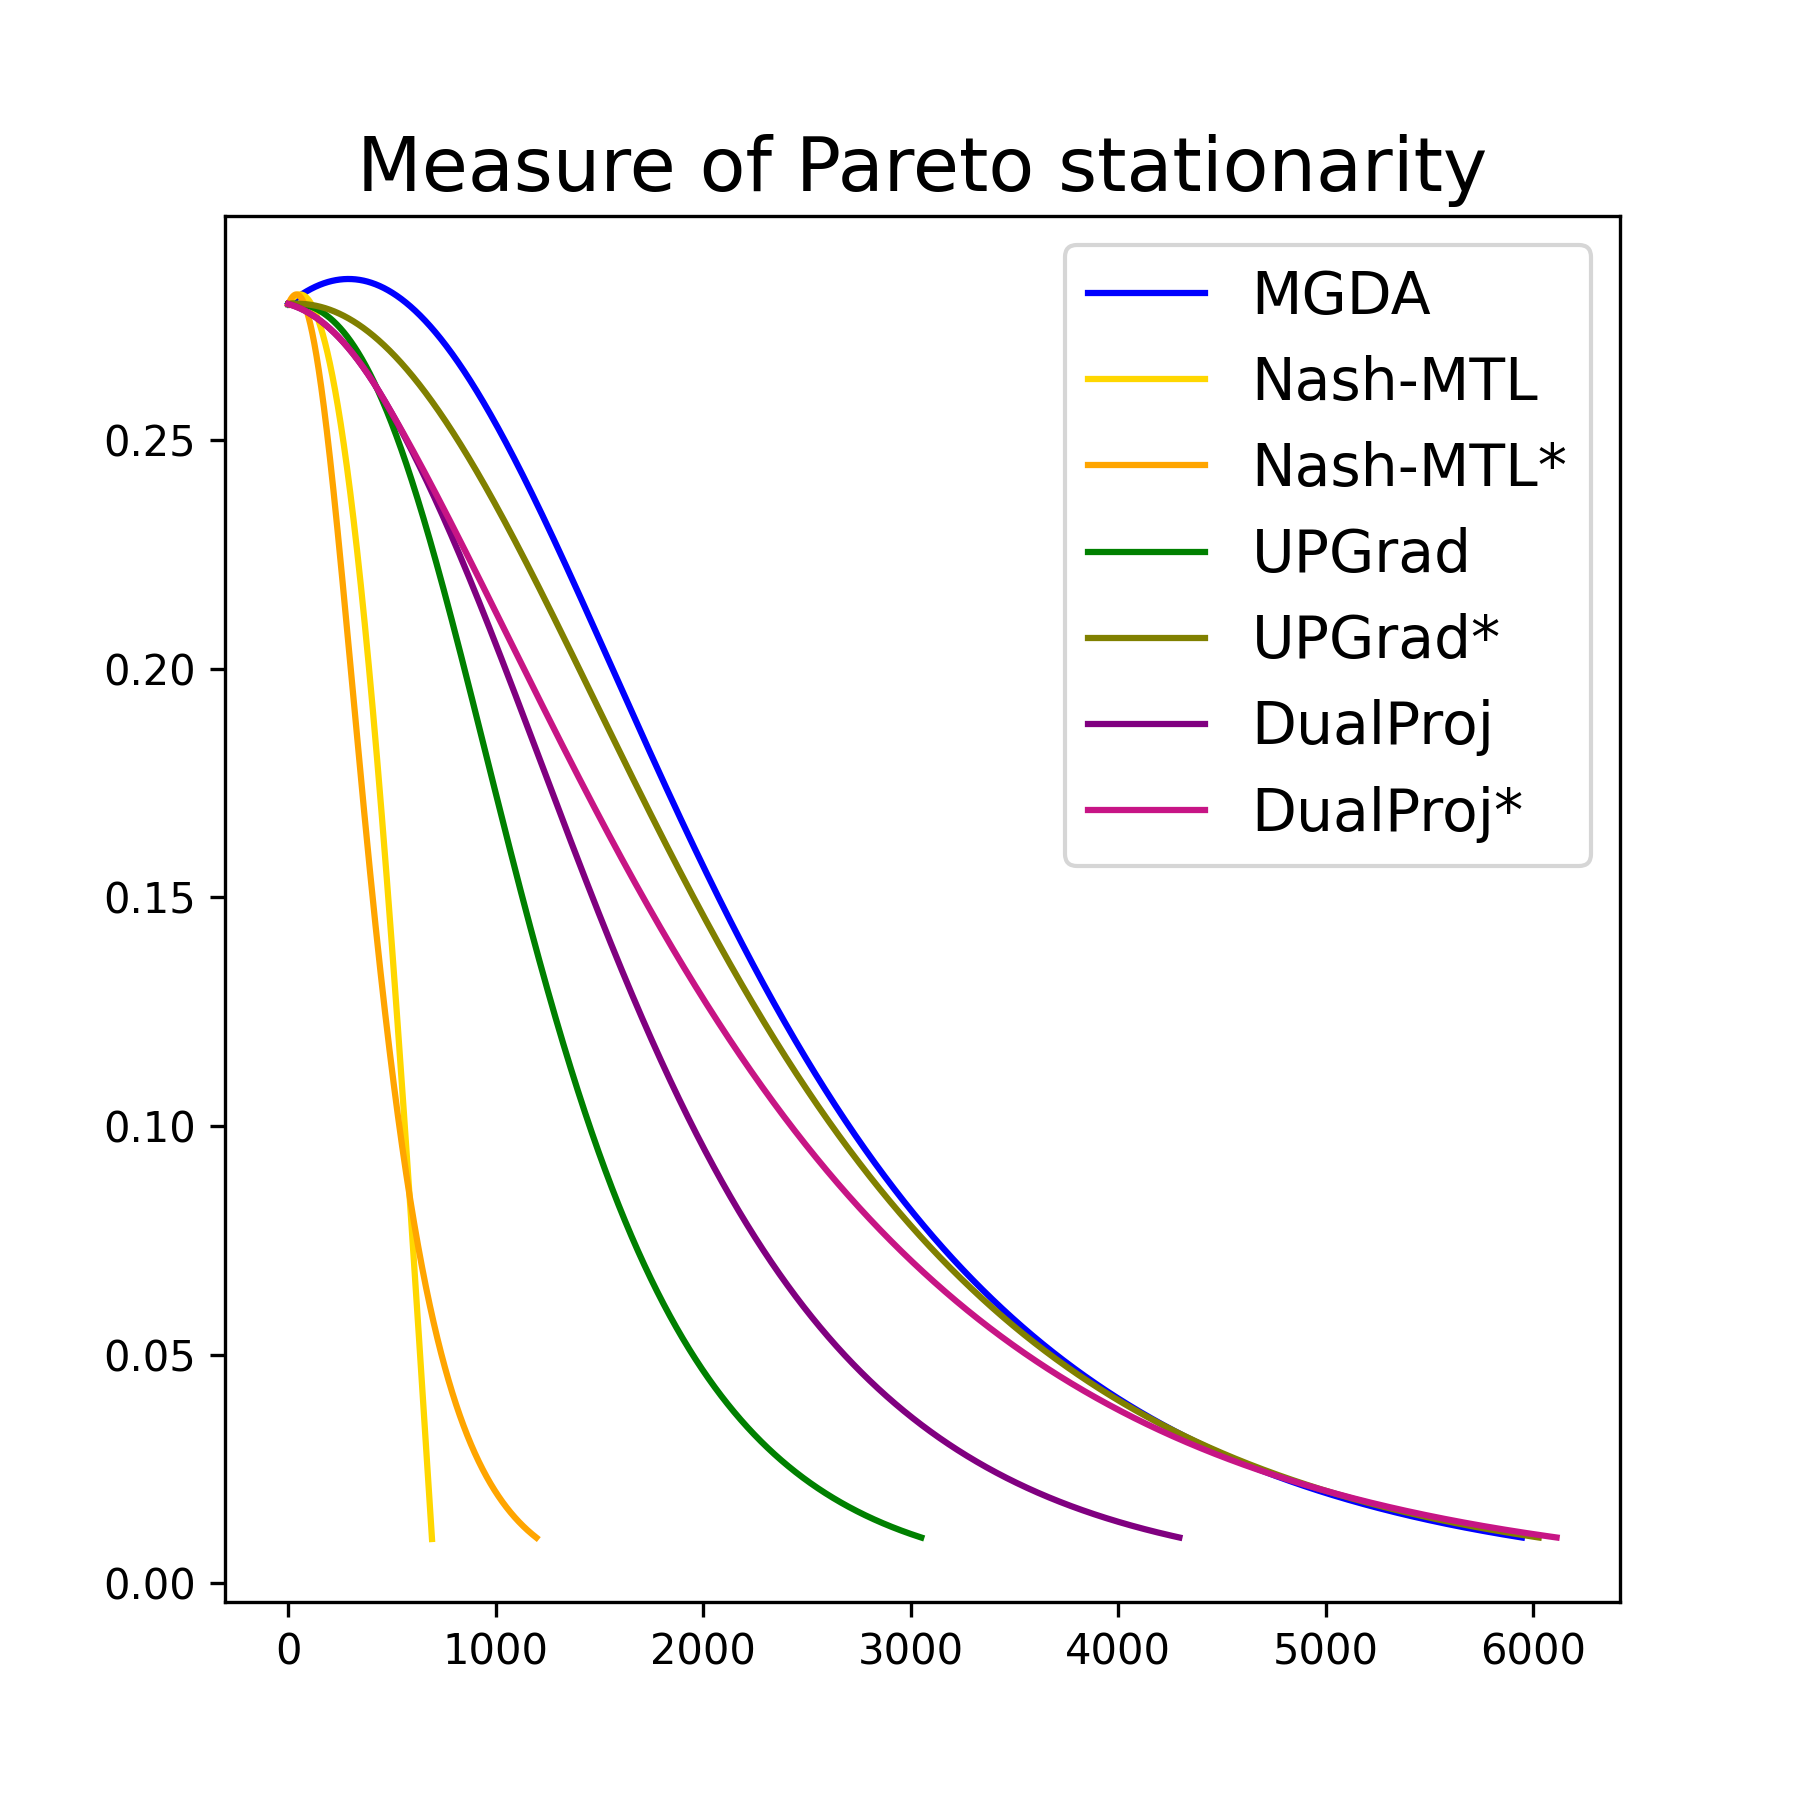 Measure of Pareto stationarity
MGDA
Nash-MTL
Nash-MTL*
UPGrad
UPGrad*
DualProj
DualProj*
0.25
0.20
0.15
0.10
0.05
0.00
0 1000 2000 3000 4000 5000 6000